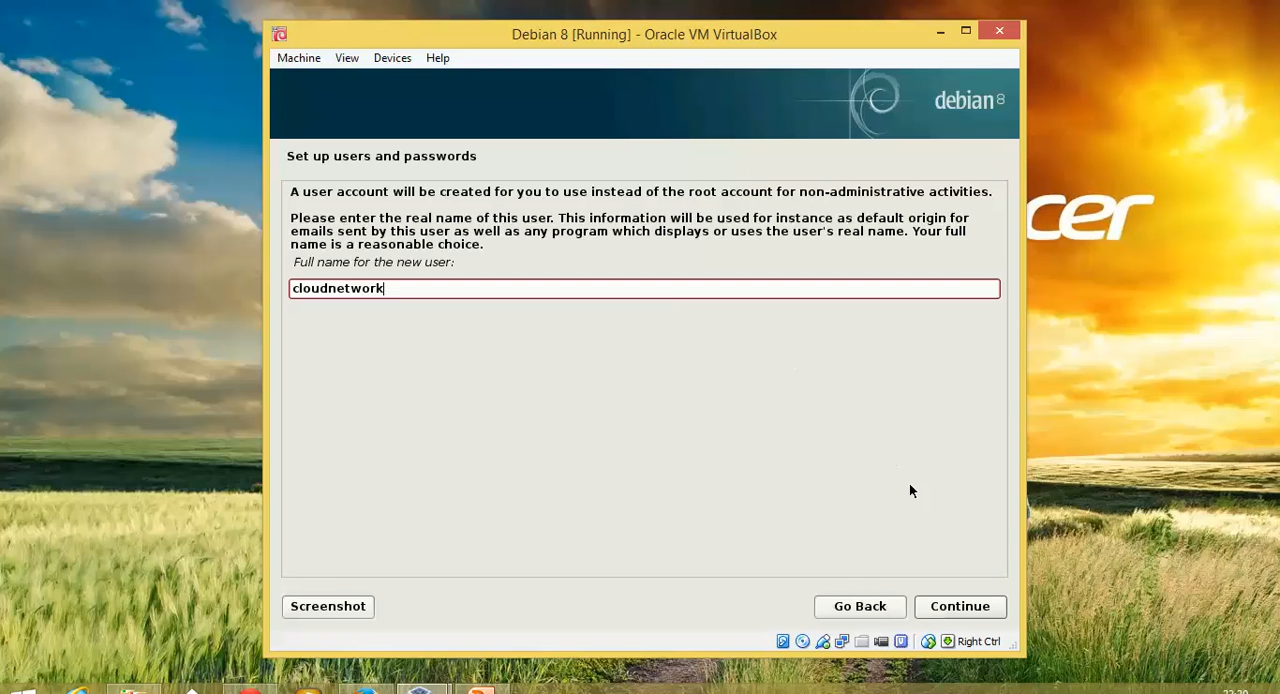 Debian 8 [Running] - Oracle VM VirtualBox
Machine View Devices Help
debian 8
Set up users and passwords
A user account will be created for you to use instead of the root account for non-administrative activities.
Please enter the real name of this user. This information will be used for instance as default origin for
emails sent by this user as well as any program which displays or uses the user's real name. Your full
name is a reasonable choice.
Full name for the new user:
cloudnetwork
Screenshot
Go Back Continue
Right Ctrl
cer